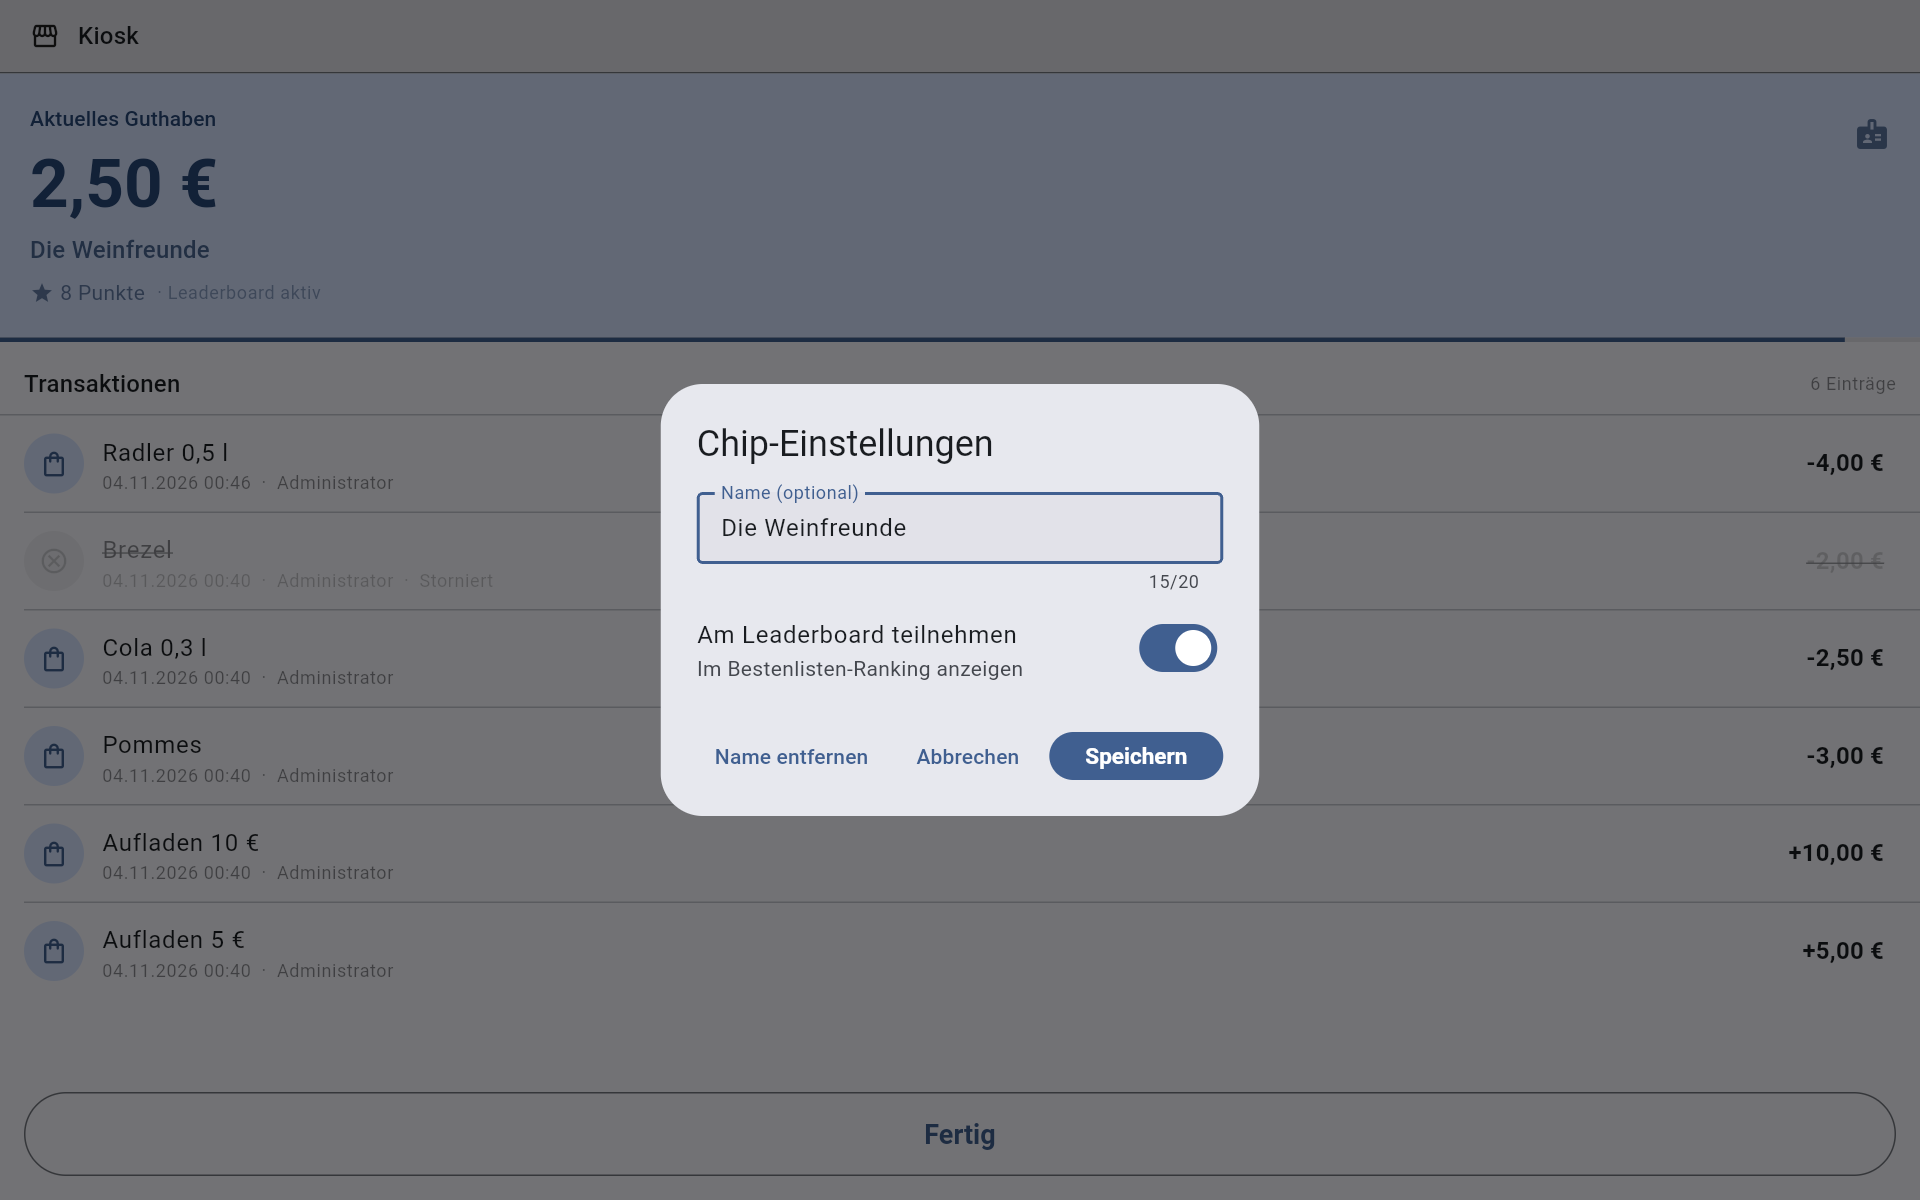 Kiosk
Aktuelles Guthaben
2,50 €
Die Weinfreunde
8 Punkte · Leaderboard aktiv
Transaktionen
6 Einträge
Radler 0,5 l
04.11.2026 00:46 · Administrator
-4,00 €
Brezel
04.11.2026 00:40 · Administrator · Storniert
-2,00 €
Cola 0,3 l
04.11.2026 00:40 · Administrator
-2,50 €
Pommes
04.11.2026 00:40 · Administrator
-3,00 €
Aufladen 10 €
04.11.2026 00:40 · Administrator
+10,00 €
Aufladen 5 €
04.11.2026 00:40 · Administrator
+5,00 €
Fertig
Chip-Einstellungen
Name (optional)
Die Weinfreunde
15/20
Am Leaderboard teilnehmen
Im Bestenlisten-Ranking anzeigen
Name entfernen
Abbrechen
Speichern